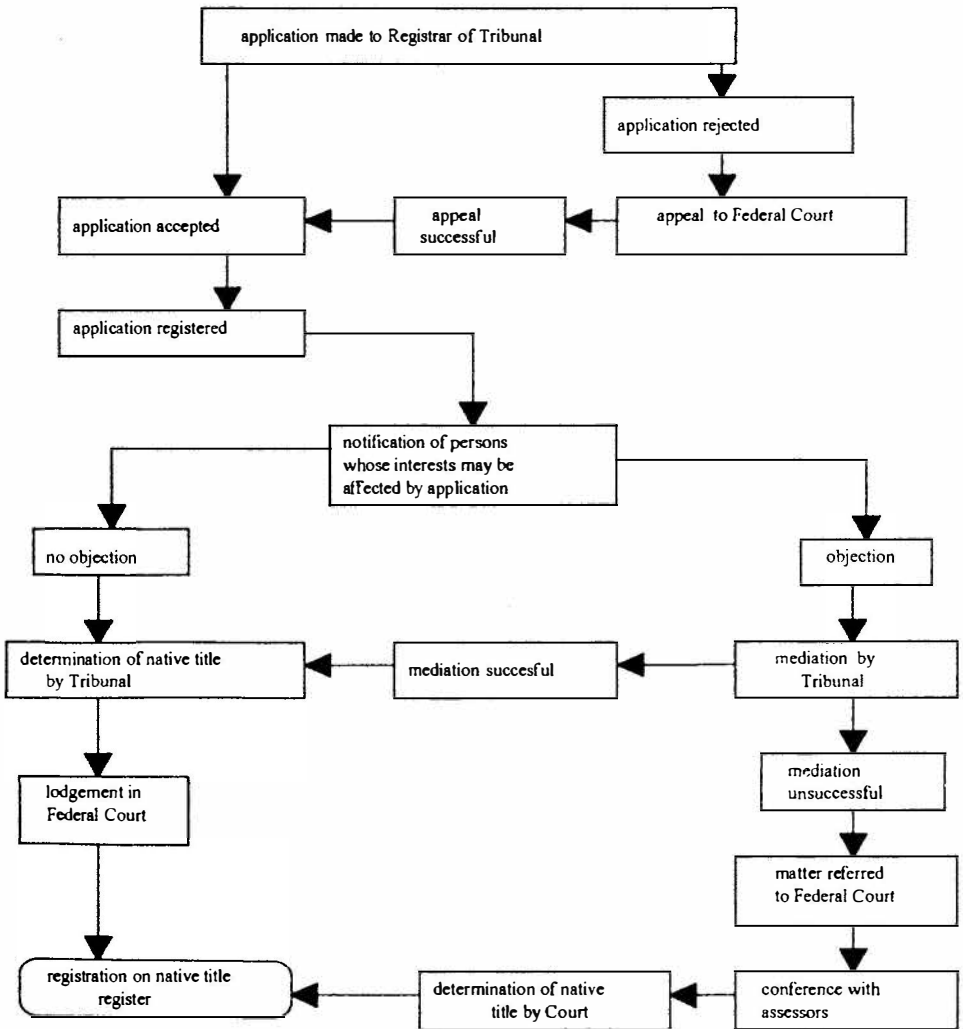 application made to Registrar of Tribunal
application rejected
application accepted
appeal
successful
appeal to Federal Court
application registered
notification of persons
whose interests may be
affected by application
no objection
objection
determination of native title
by Tribunal
mediation succesful
mediation by
Tribunal
lodgement in
Federal Court
mediation
unsuccessful
matter referred
to Federal Court
registration on native title
register
determination of native
title by Court
conference with
assessors